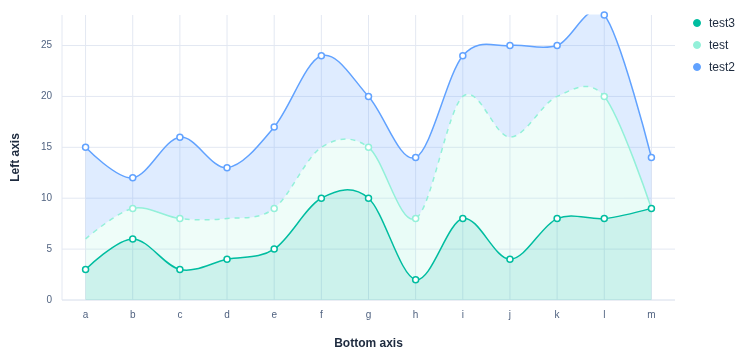 test3
test
test2
Left axis
25
20
15
10
5
0
a b c d e f g h i j k l m
Bottom axis